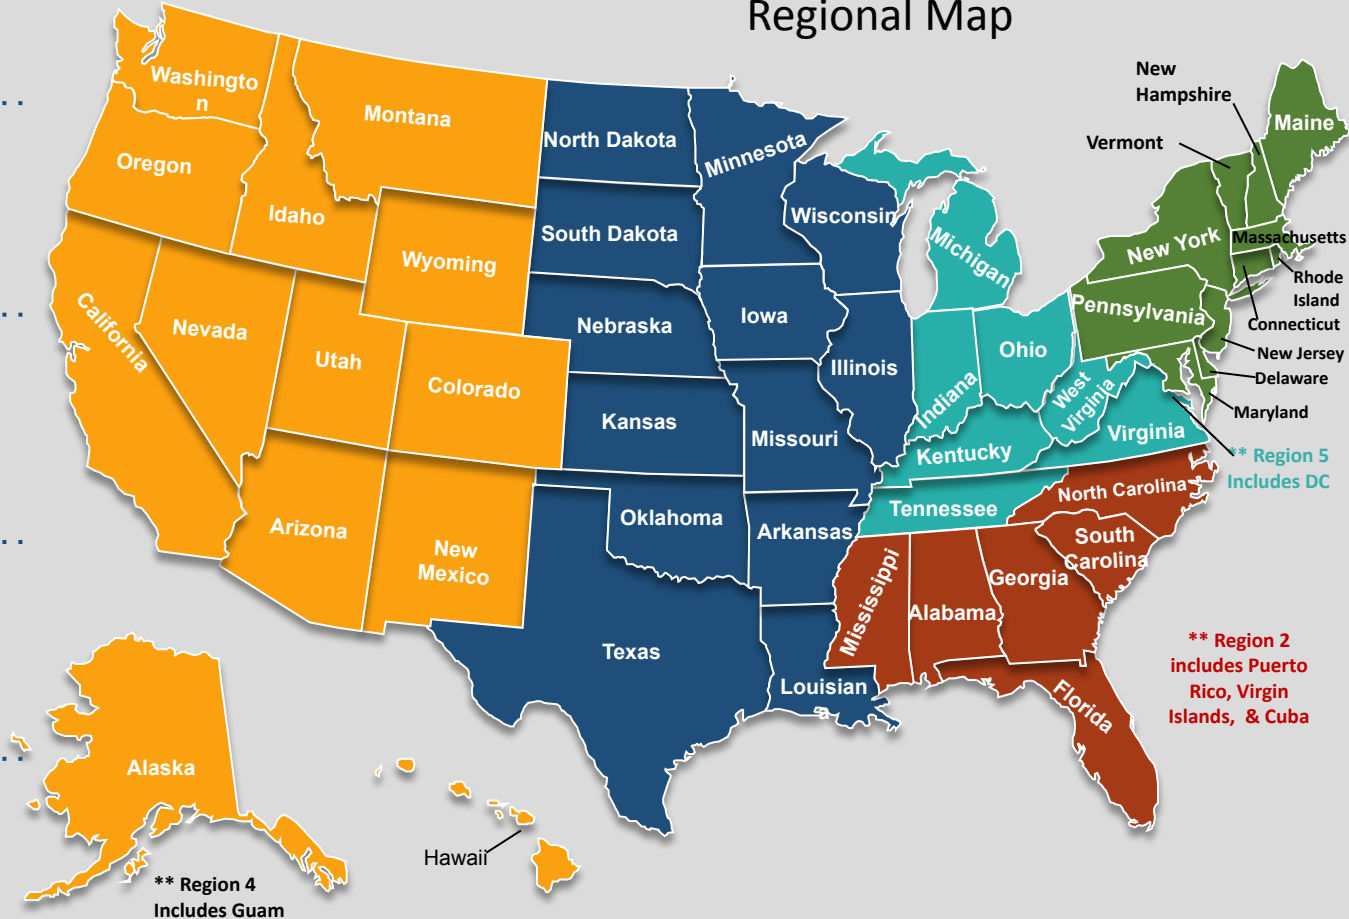 Regional Map
Washingto
n
Montana
Oregon
Idaho
Wyoming
California
Nevada
Utah
Colorado
Arizona
New
Mexico
Alaska
Hawaii
** Region 4
Includes Guam
North Dakota
Minnesota
South Dakota
Wisconsin
Nebraska
Iowa
Illinois
Kansas
Missouri
Oklahoma
Arkansas
Texas
Louisian
a
Michigan
Indiana
Ohio
West
Virginia
Virginia
Kentucky
Tennessee
** Region 5
Includes DC
North Carolina
South
Carolina
Georgia
Alabama
Mississippi
Florida
** Region 2
includes Puerto
Rico, Virgin
Islands, & Cuba
New
Hampshire
Vermont
Maine
New York
Massachusetts
Rhode
Island
Connecticut
Pennsylvania
New Jersey
Delaware
Maryland